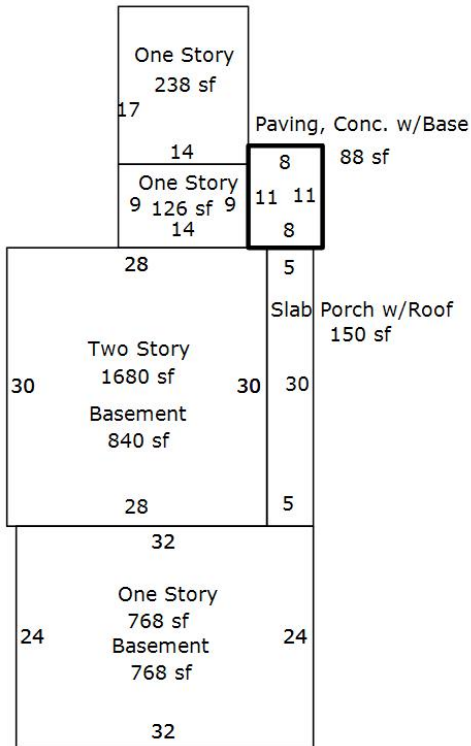 One Story
238 sf
17
Paving, Conc. w/Base
14
8
88 sf
One Story
9
126 sf
9
11
11
14
8
28
5
Slab Porch w/Roof
150 sf
Two Story
1680 sf
30
30
30
Basement
840 sf
28
5
32
One Story
768 sf
24
Basement
24
768 sf
32